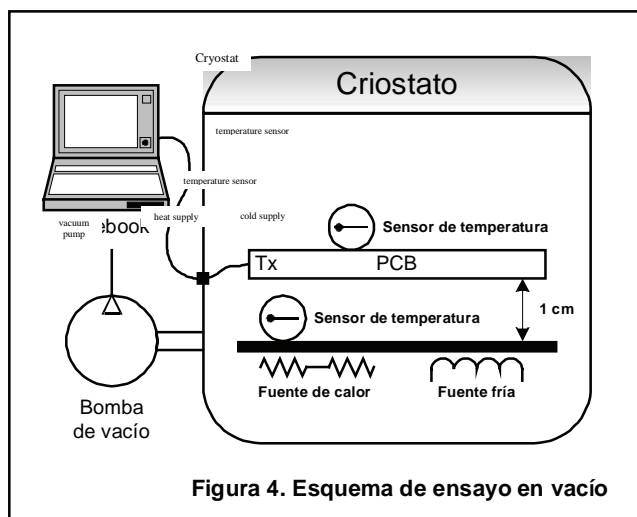 Cryostat
Criostato
temperature sensor
temperature sensor
vacuum
pump
ebook
heat supply
cold supply
Sensor de temperatura
Tx
PCB
1 cm
Sensor de temperatura
Fuente de calor
Fuente fría
Bomba
de vacío
Figura 4. Esquema de ensayo en vacío